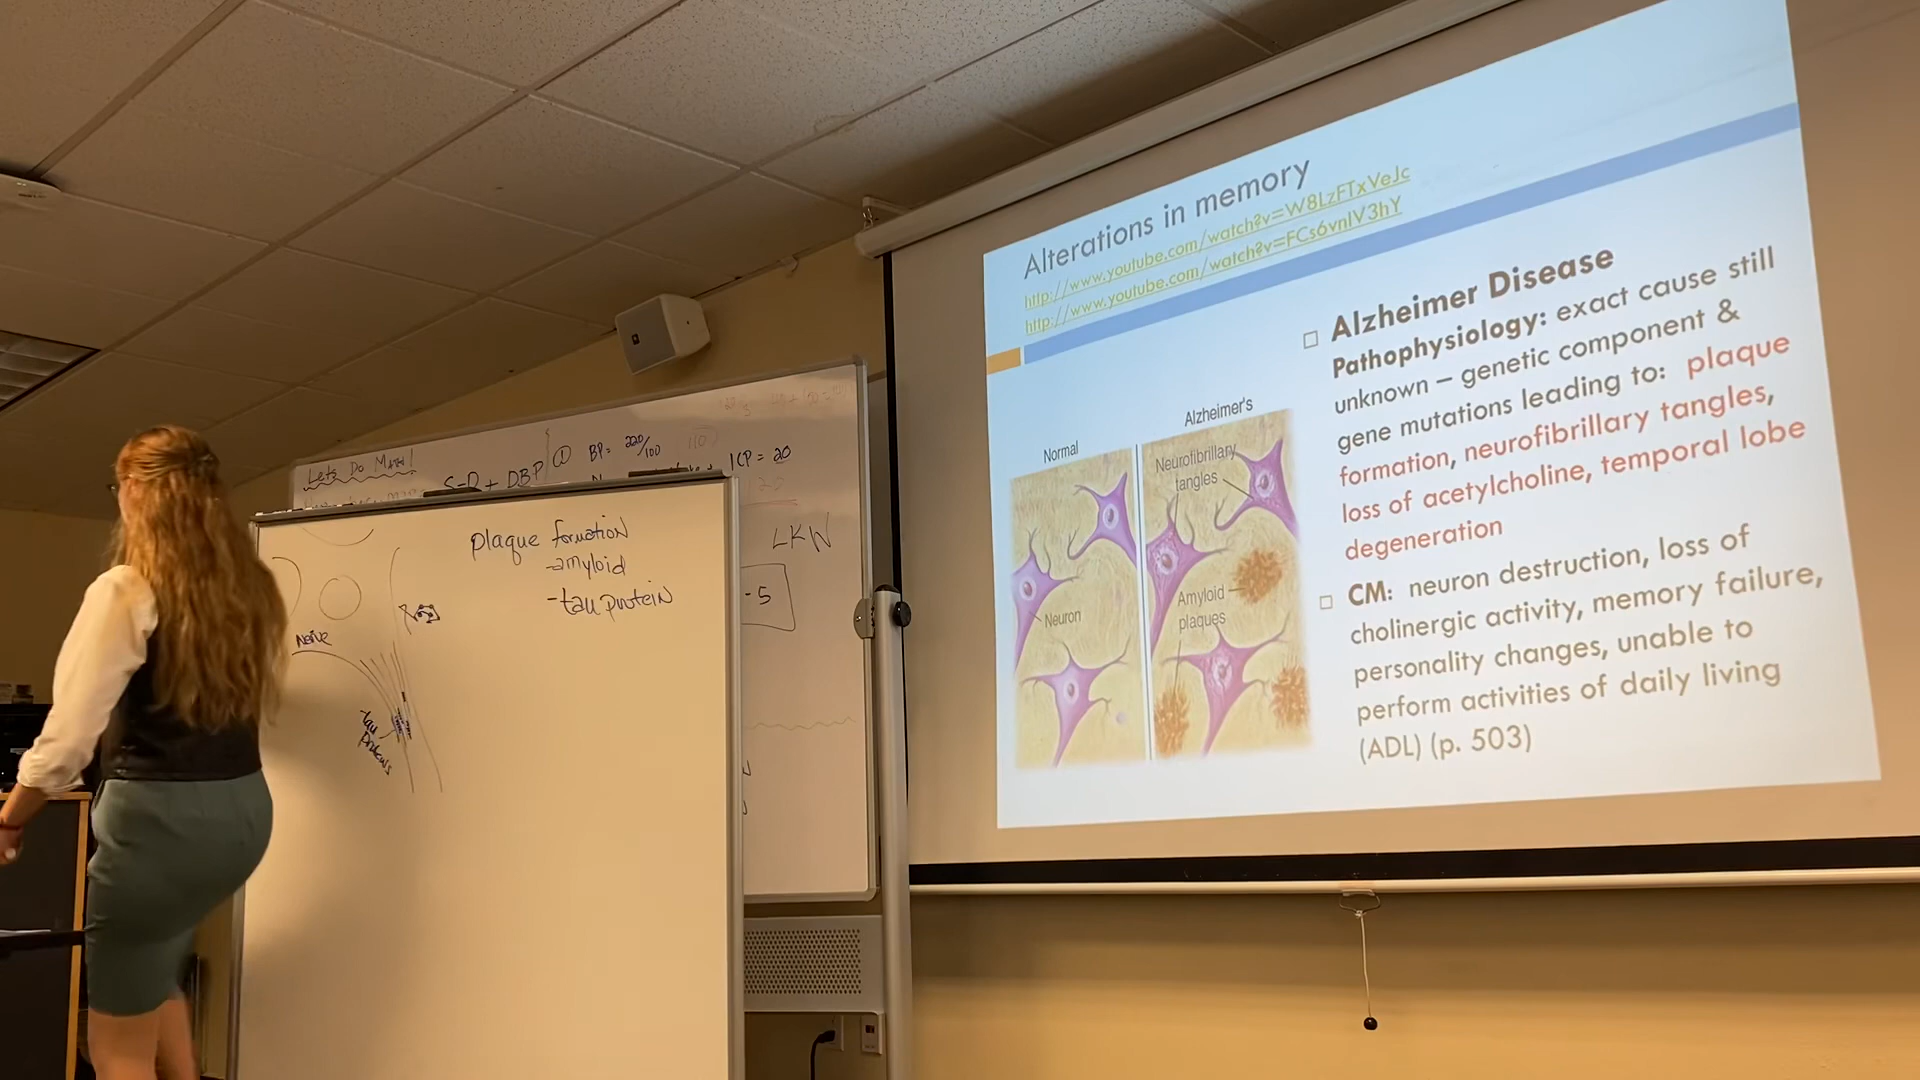 Alterations in memory
http://www.youtube.com/watch?v=W8LzFTxVeJc
http://www.youtube.com/watch?v=FCs6vnIV3hY
Alzheimer Disease
Pathophysiology: exact cause still
unknown – genetic component &
gene mutations leading to: plaque
formation, neurofibrillary tangles,
loss of acetylcholine, temporal lobe
degeneration
CM: neuron destruction, loss of
cholinergic activity, memory failure,
personality changes, unable to
perform activities of daily living
(ADL) (p. 503)
Normal
Alzheimer's
Neurofibrillary
tangles
Neuron
Amyloid
plaques
Lets Do
S-D + DBP
① BP= 220/100
ICP = 20
LKW
- 5
plaque formation
-amyloid
-tau protein
Nerve
tau
proteins